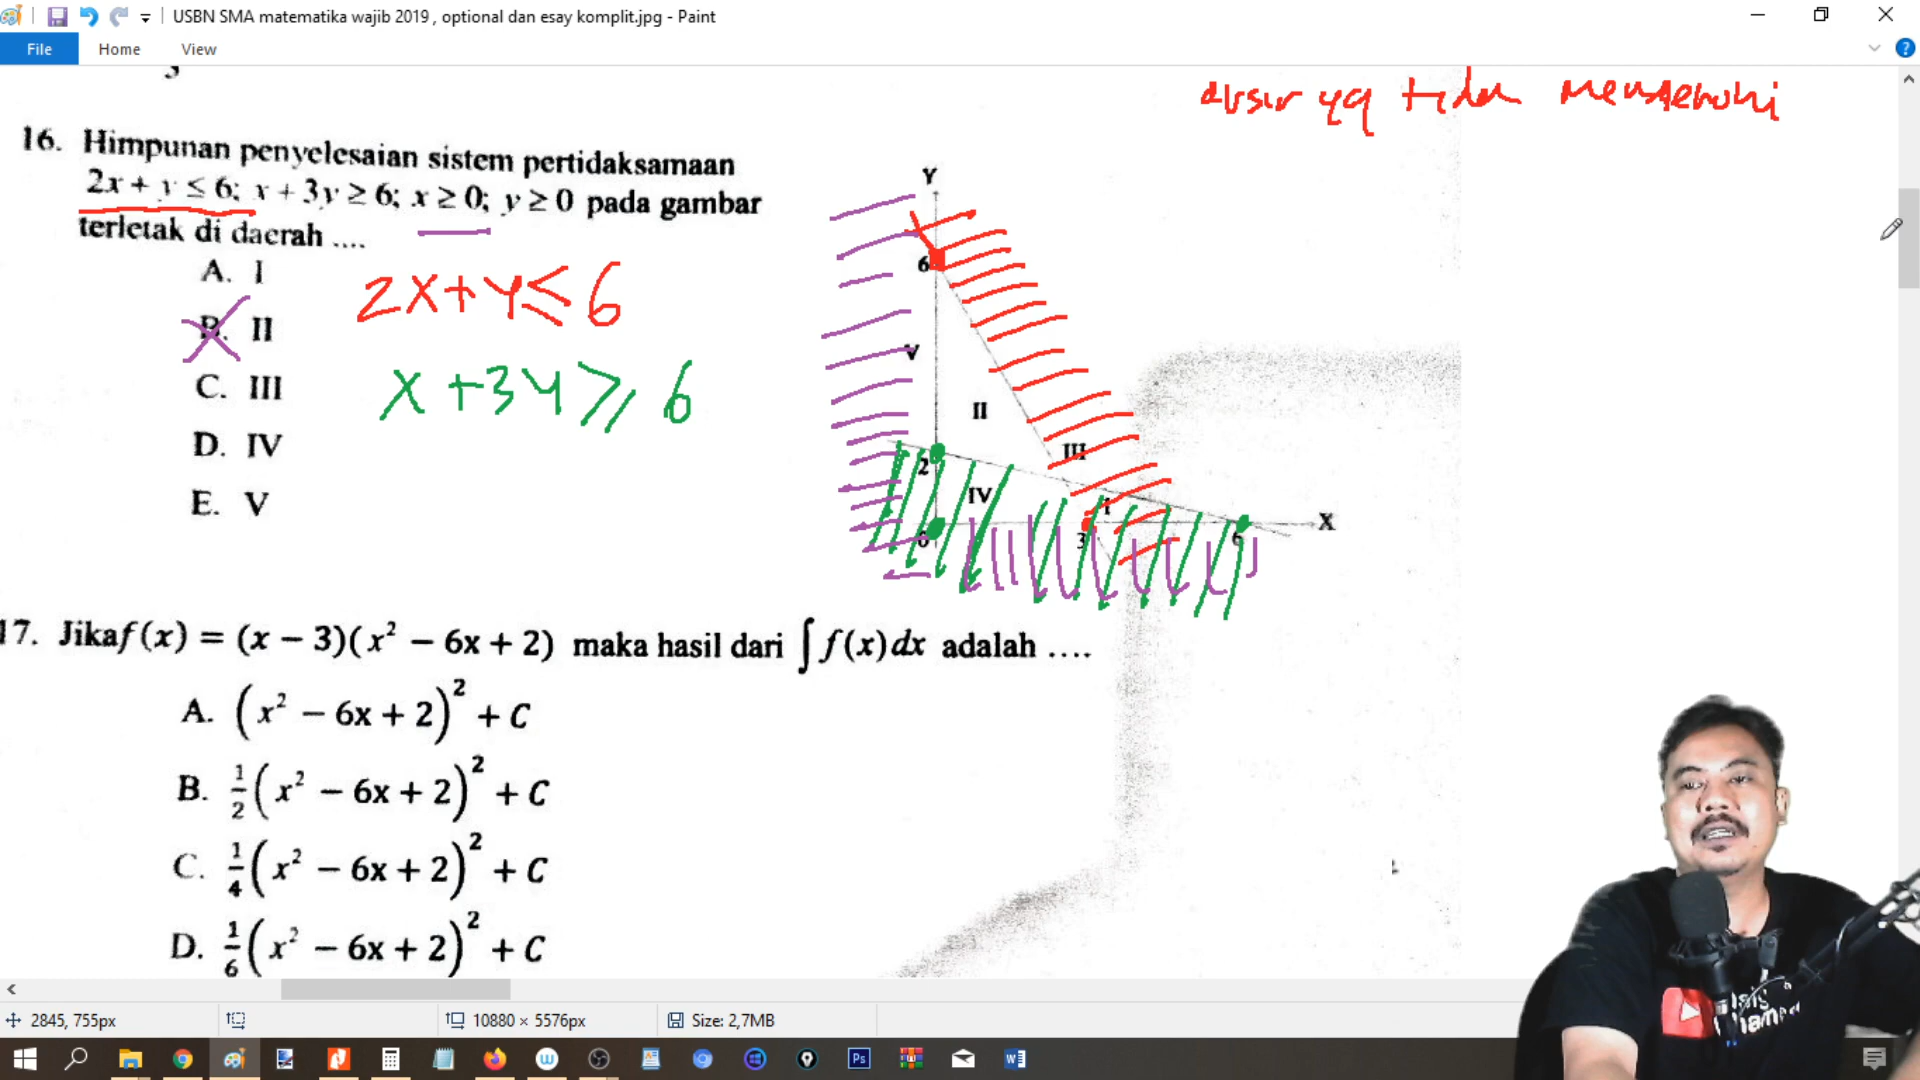 USBN SMA matematika wajib 2019 , optional dan esay komplit.jpg - Paint
File Home View
tidak memenuhi
16. Himpunan penyelesaian sistem pertidaksamaan
2x + y ≤ 6; x + 3y ≥ 6; x ≥ 0; y ≥ 0 pada gambar
terletak di daerah ....
A. I
B. II
C. III
D. IV
E. V
2x+y≤6
x+3y≥6
Y
6
V
II
III
2
IV
I
0
3
6
X
17. Jika f(x) = (x − 3)(x² − 6x + 2) maka hasil dari ∫ f(x)dx adalah ....
A. (x² − 6x + 2)² + C
B. 1/2 (x² − 6x + 2)² + C
C. 1/4 (x² − 6x + 2)² + C
D. 1/6 (x² − 6x + 2)² + C
2845, 755px
10880 × 5576px
Size: 2,7MB